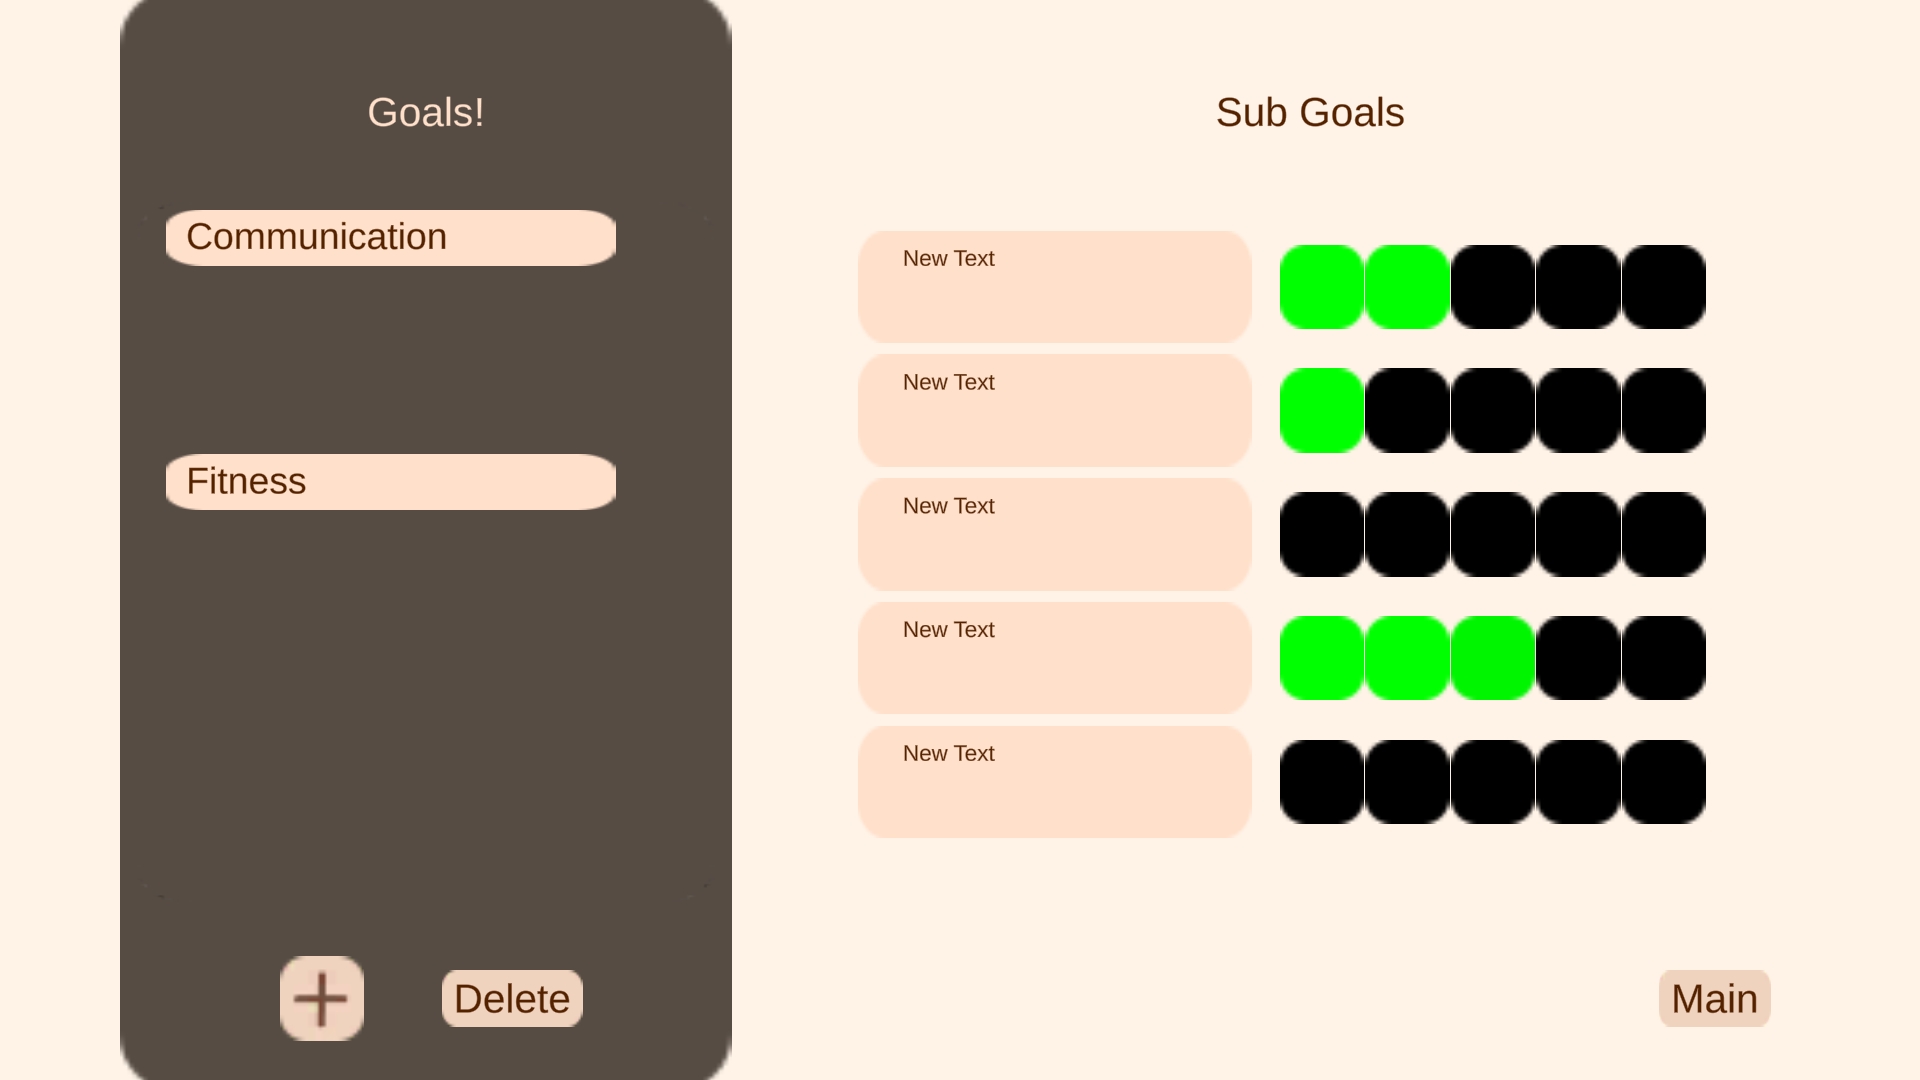 Goals!
Communication
Fitness
Delete
Sub Goals
New Text
New Text
New Text
New Text
New Text
Main